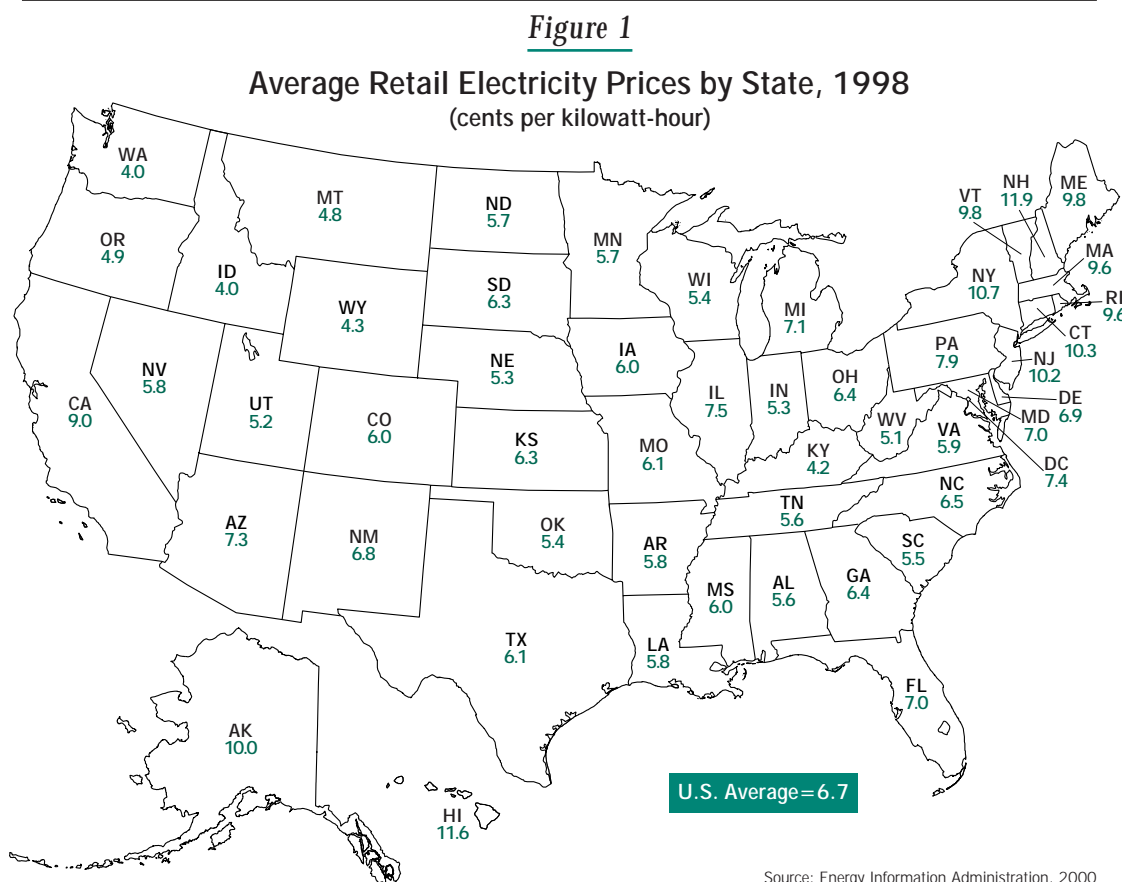 Figure 1
Average Retail Electricity Prices by State, 1998
(cents per kilowatt-hour)
WA
4.0
MT
4.8
ND
5.7
MN
5.7
VT
9.8
NH
11.9
ME
9.8
OR
4.9
ID
4.0
WY
4.3
SD
6.3
WI
5.4
MI
7.1
NY
10.7
MA
9.6
RI
9.6
CT
10.3
NJ
10.2
PA
7.9
DE
6.9
MD
7.0
DC
7.4
CA
9.0
NV
5.8
UT
5.2
CO
6.0
NE
5.3
IA
6.0
IL
7.5
IN
5.3
OH
6.4
WV
5.1
VA
5.9
KS
6.3
MO
6.1
KY
4.2
NC
6.5
TN
5.6
AZ
7.3
NM
6.8
OK
5.4
AR
5.8
SC
5.5
MS
6.0
AL
5.6
GA
6.4
TX
6.1
LA
5.8
FL
7.0
AK
10.0
HI
11.6
U.S. Average=6.7
Source: Energy Information Administration, 2000